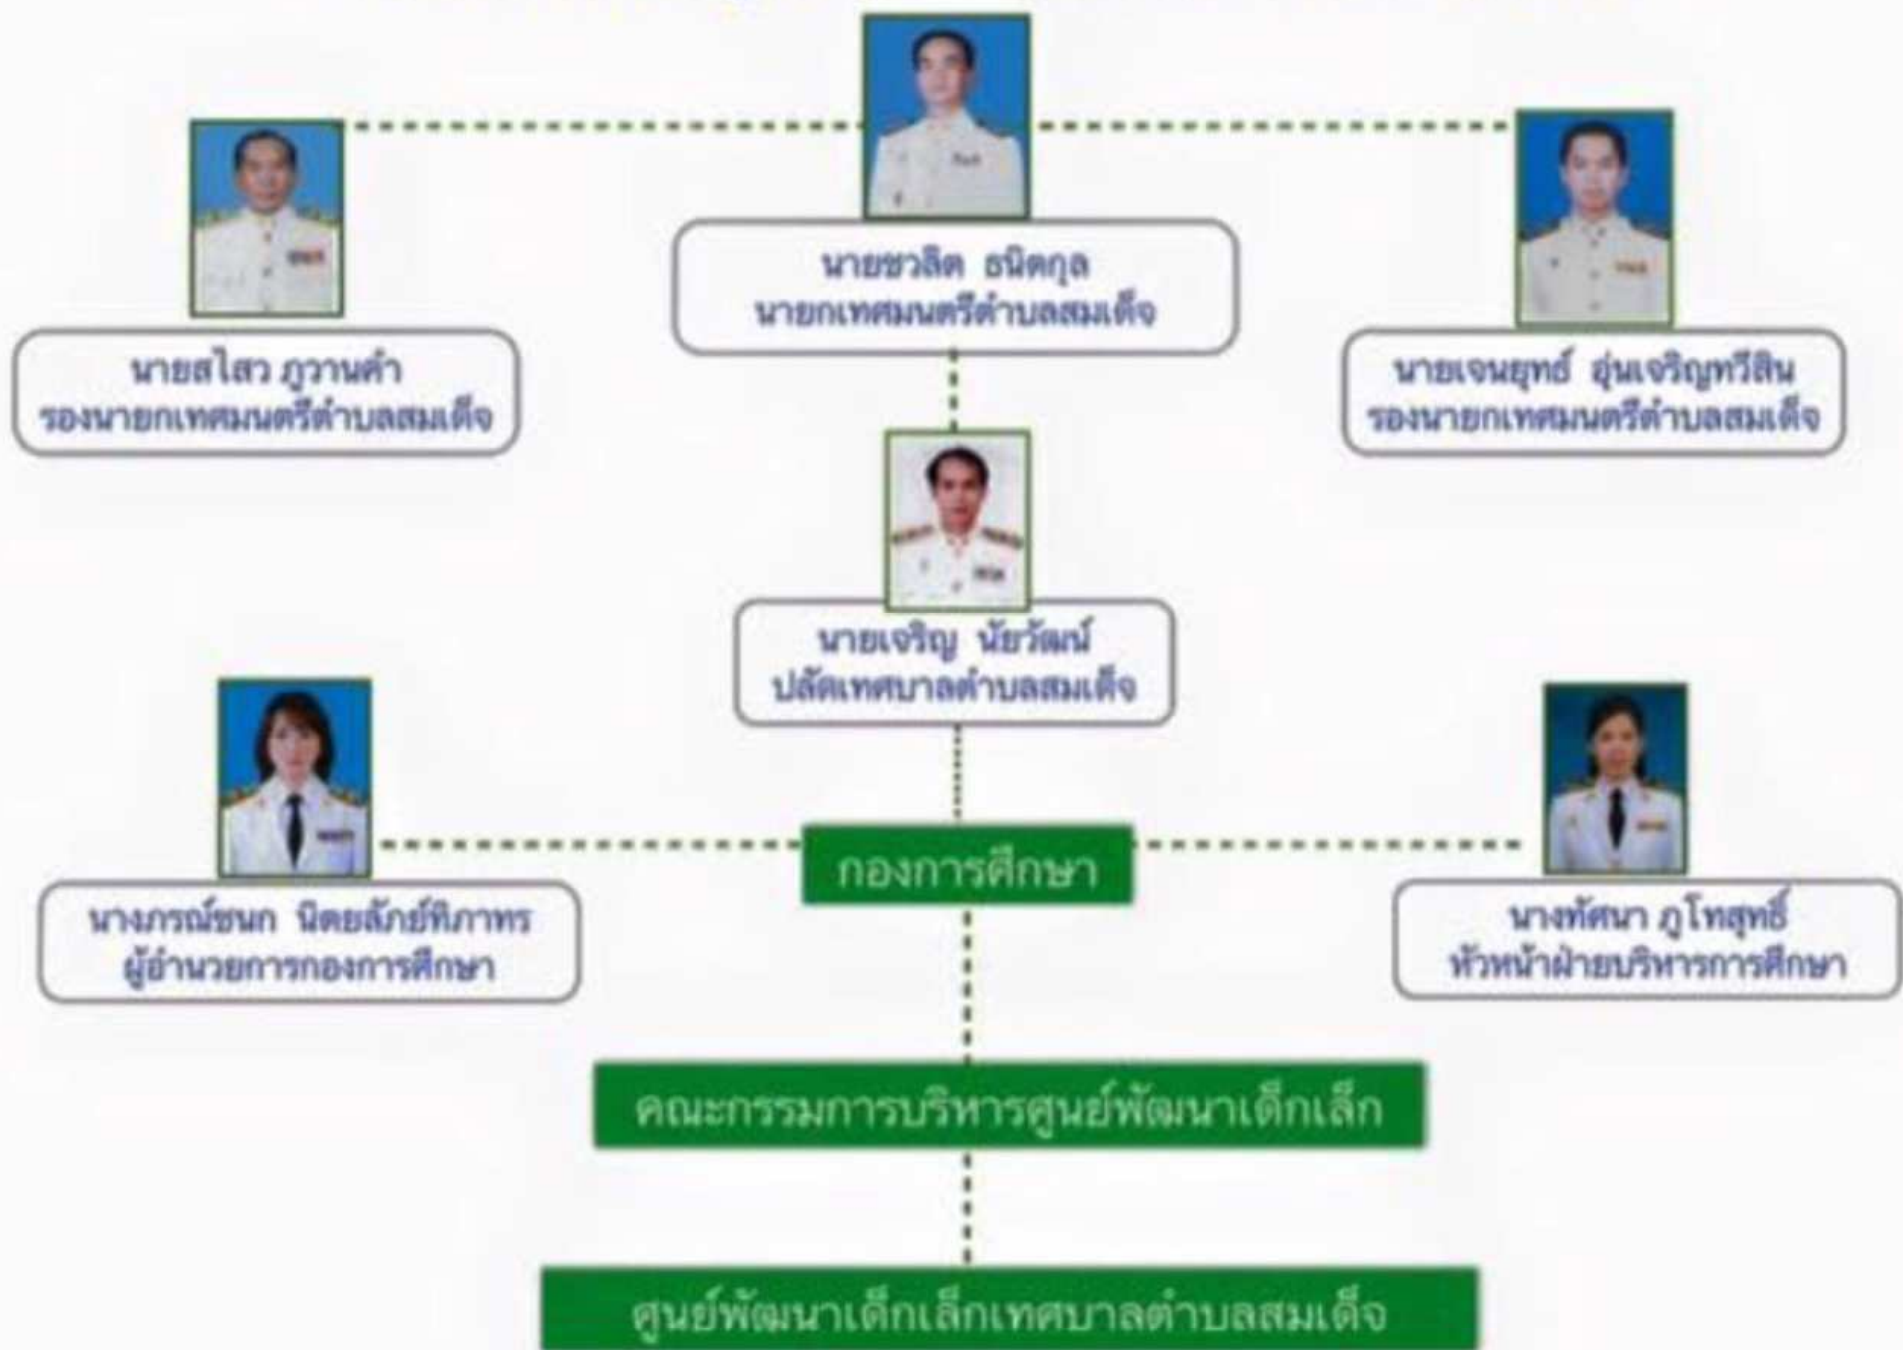 นายชวลิต ธนิตกุล
นายกเทศมนตรีตำบลสมเด็จ
นายสไสว ภูวานคำ
รองนายกเทศมนตรีตำบลสมเด็จ
นายเจนยุทธ์ อุ่นเจริญทวีสิน
รองนายกเทศมนตรีตำบลสมเด็จ
นายเจริญ นัยวัฒน์
ปลัดเทศบาลตำบลสมเด็จ
กองการศึกษา
นางภรณ์ชนก นิตยลักย์ทิภาทร
ผู้อำนวยการกองการศึกษา
นางทัศนา ภูโทสุทธิ์
หัวหน้าฝ่ายบริหารการศึกษา
คณะกรรมการบริหารศูนย์พัฒนาเด็กเล็ก
ศูนย์พัฒนาเด็กเล็กเทศบาลตำบลสมเด็จ